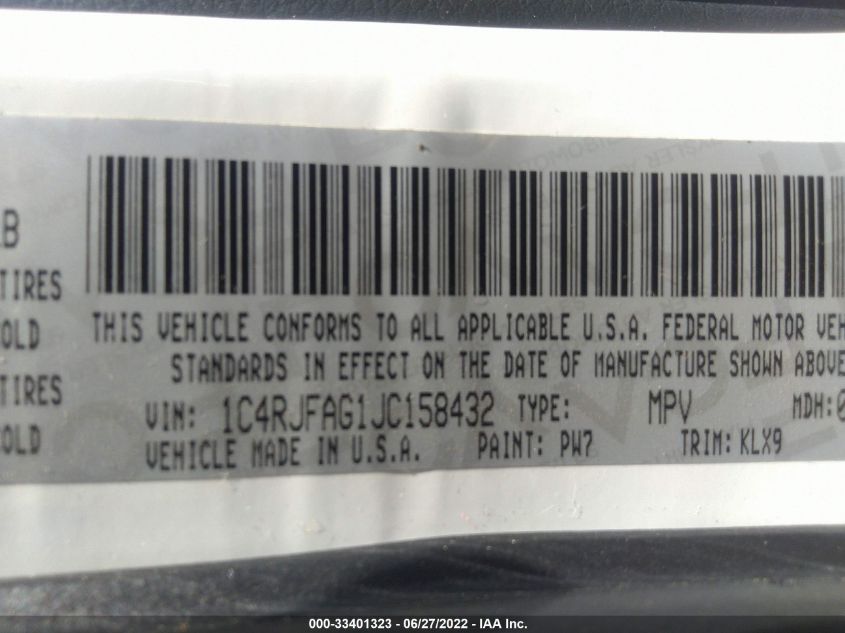 B
TIRES
OLD
TIRES
OLD
THIS VEHICLE CONFORMS TO ALL APPLICABLE U.S.A. FEDERAL MOTOR VEH
STANDARDS IN EFFECT ON THE DATE OF MANUFACTURE SHOWN ABOVE
VIN: 1C4RJFAG1JC158432 TYPE: MPV MDH:0
VEHICLE MADE IN U.S.A. PAINT: PW7 TRIM: KLX9
000-33401323 - 06/27/2022 - IAA Inc.